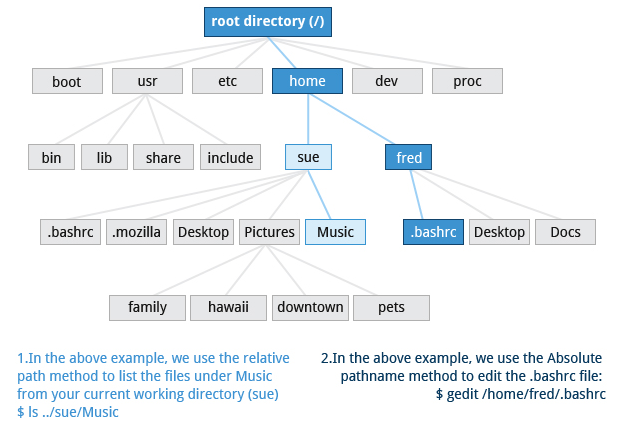 root directory (/)
boot usr etc home dev proc
bin lib share include sue fred
.bashrc .mozilla Desktop Pictures Music .bashrc Desktop Docs
family hawaii downtown pets
1.In the above example, we use the relative
path method to list the files under Music
from your current working directory (sue)
$ ls ../sue/Music
2.In the above example, we use the Absolute
pathname method to edit the .bashrc file:
$ gedit /home/fred/.bashrc